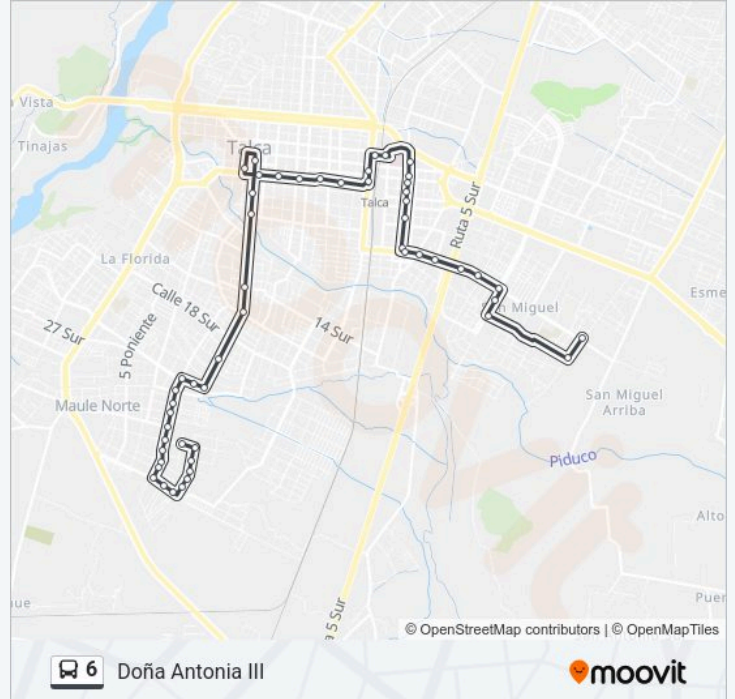 Vista
Tinajas
Talca
Talca
Ruta 5 Sur
La Florida
Esme
Calle 18 Sur
San Miguel
27 Sur
5 Poniente
14 Sur
Maule Norte
San Miguel
Arriba
Piduco
Alto
ue
Puer
a 5 Sur
© OpenStreetMap contributors | © OpenMapTiles
6 Doña Antonia III
moovit